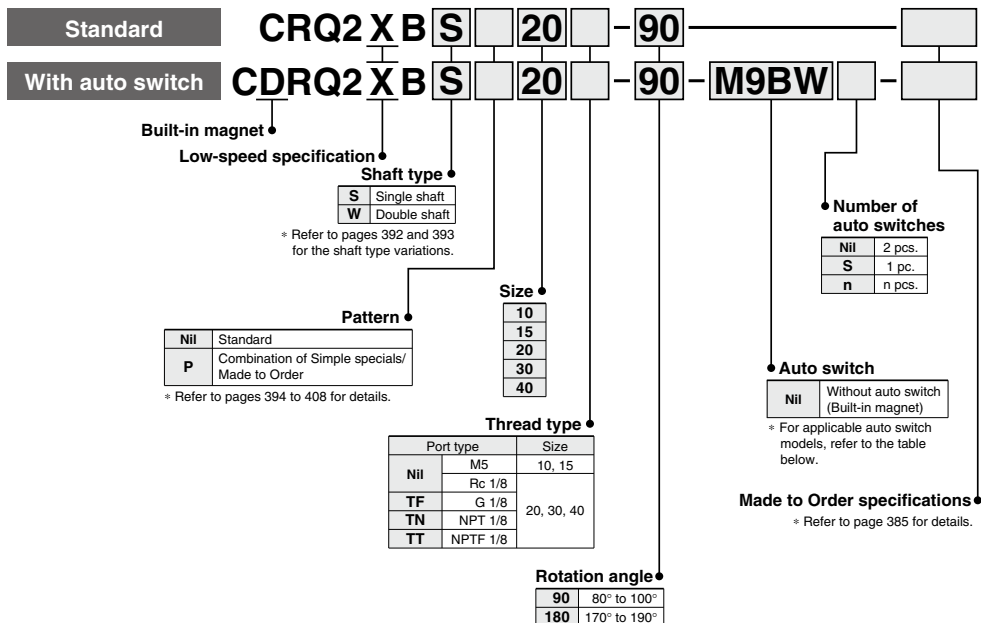 Standard CRQ2 X B S 20 – 90
With auto switch CDRQ2 X B S 20 – 90 – M9BW –
Built-in magnet
Low-speed specification
Shaft type
S Single shaft
W Double shaft
* Refer to pages 392 and 393
for the shaft type variations.
Pattern
Nil Standard
P Combination of Simple specials/
Made to Order
* Refer to pages 394 to 408 for details.
Size
10
15
20
30
40
Thread type
Port type Size
Nil M5 10, 15
Rc 1/8 20, 30, 40
TF G 1/8
TN NPT 1/8
TT NPTF 1/8
Rotation angle
90 80° to 100°
180 170° to 190°
Number of
auto switches
Nil 2 pcs.
S 1 pc.
n n pcs.
Auto switch
Nil Without auto switch
(Built-in magnet)
* For applicable auto switch
models, refer to the table
below.
Made to Order specifications
* Refer to page 385 for details.